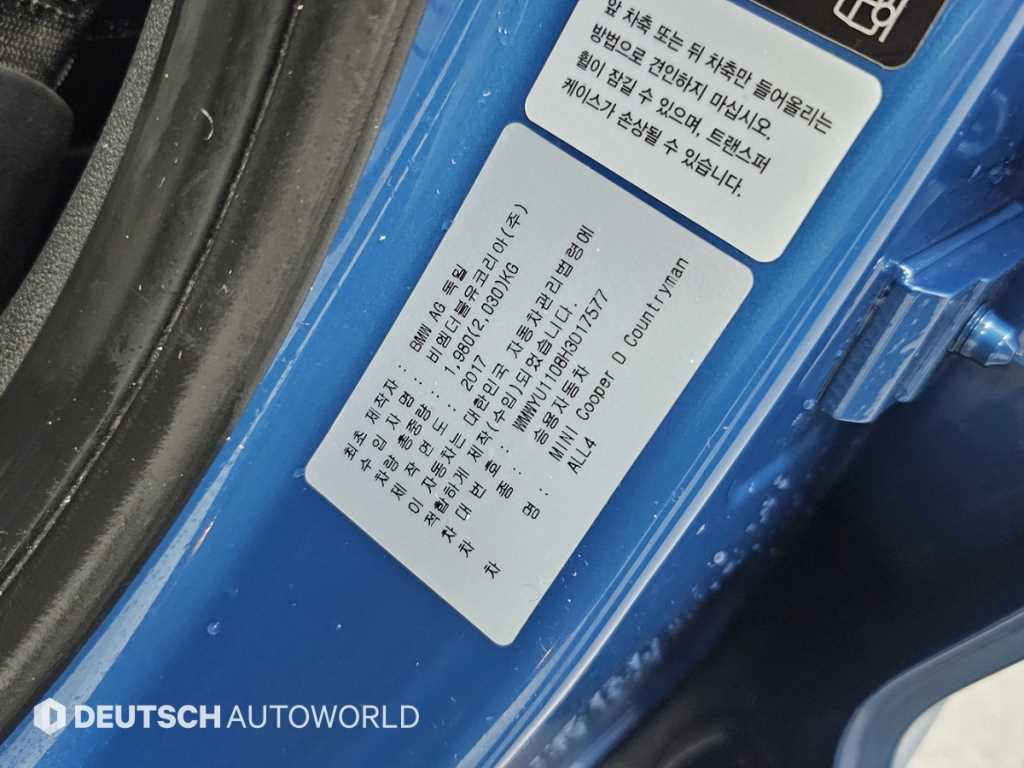 앞 차축 또는 뒤 차축만 들어올리는
방법으로 견인하지 마십시오.
휠이 잠길 수 있으며, 트랜스퍼
케이스가 손상될 수 있습니다.
최초 제작자 : BMW AG 독일
수 입 자 명 : 비엠더블유코리아(주)
차량 총중량 : 1,980(2,030)KG
제 작 연 도 : 2017
이 자동차는 대한민국 자동차관리법령에
적합하게 제작(수입)되었습니다.
차 대 번 호 : WMWYU1108H3D17577
차 종 : 승용자동차
차 명 : MINI Cooper D Countryman
ALL4
DEUTSCH AUTOWORLD